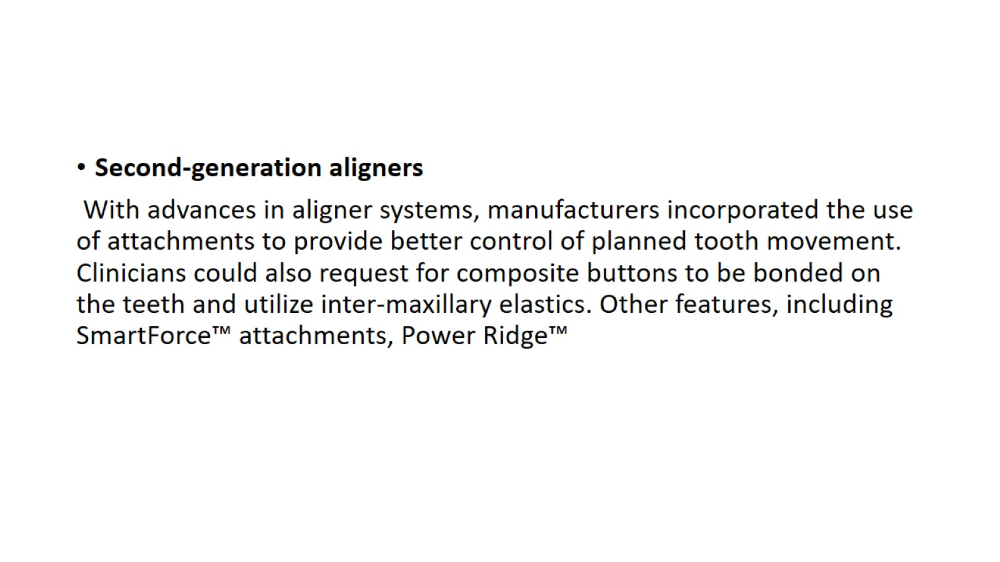 • Second-generation aligners
With advances in aligner systems, manufacturers incorporated the use
of attachments to provide better control of planned tooth movement.
Clinicians could also request for composite buttons to be bonded on
the teeth and utilize inter-maxillary elastics. Other features, including
SmartForce™ attachments, Power Ridge™